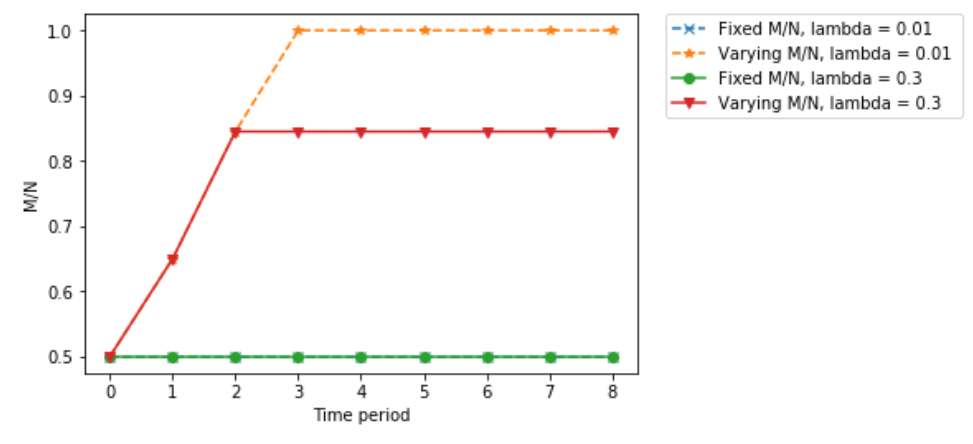 1.0
0.9
0.8
0.7
0.6
0.5
M/N
0 1 2 3 4 5 6 7 8
Time period
Fixed M/N, lambda = 0.01
Varying M/N, lambda = 0.01
Fixed M/N, lambda = 0.3
Varying M/N, lambda = 0.3